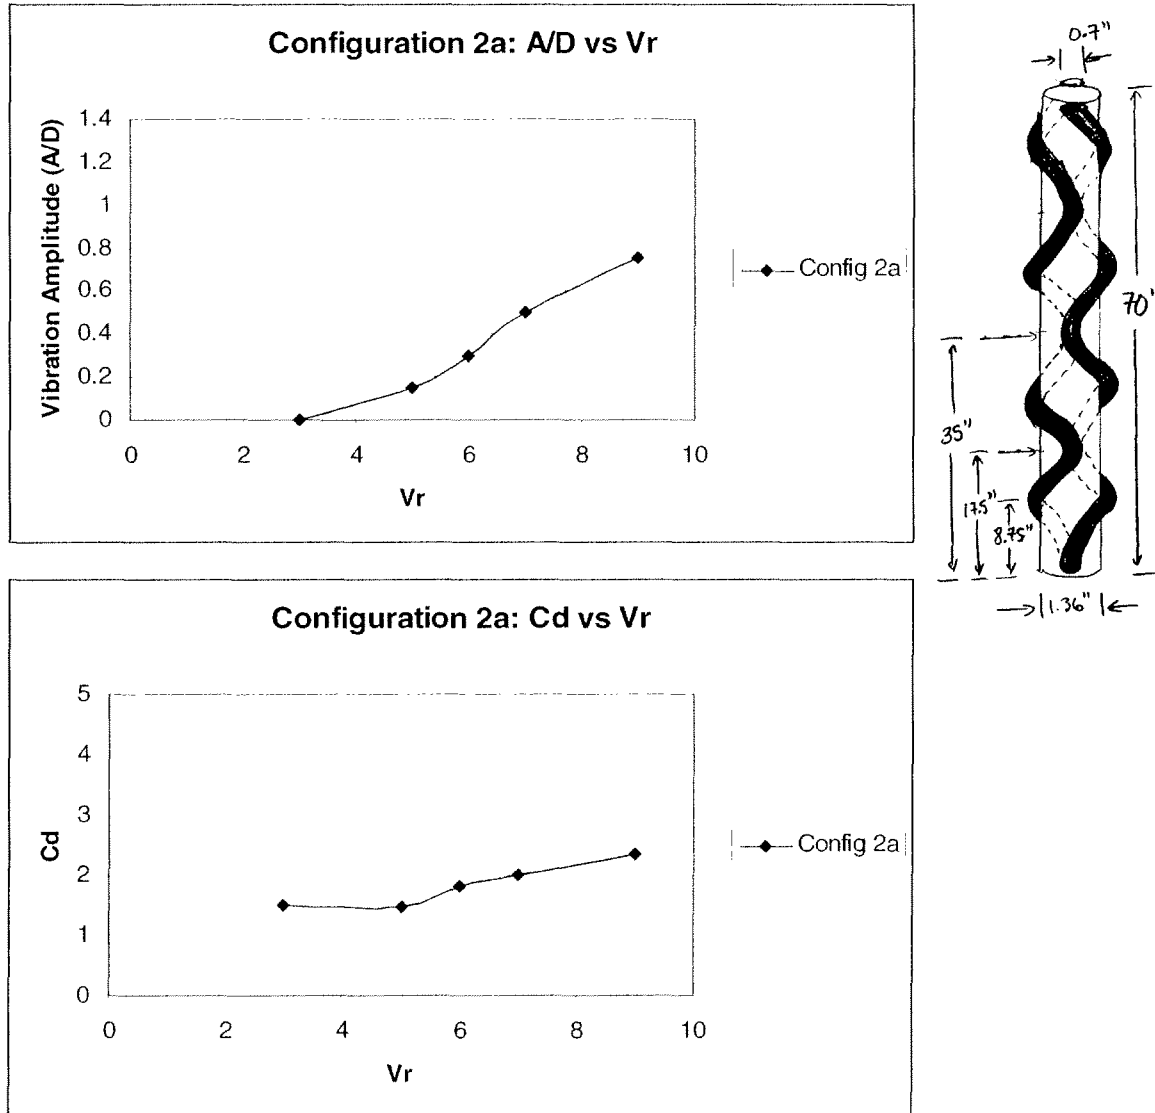 Configuration 2a: A/D vs Vr
Vibration Amplitude (A/D)
1.4
1.2
1
0.8
0.6
0.4
0.2
0
0 2 4 6 8 10
Vr
Config 2a
0.7"
70'
35"
17.5"
8.75"
1.36"
Configuration 2a: Cd vs Vr
Cd
5
4
3
2
1
0
0 2 4 6 8 10
Vr
Config 2a